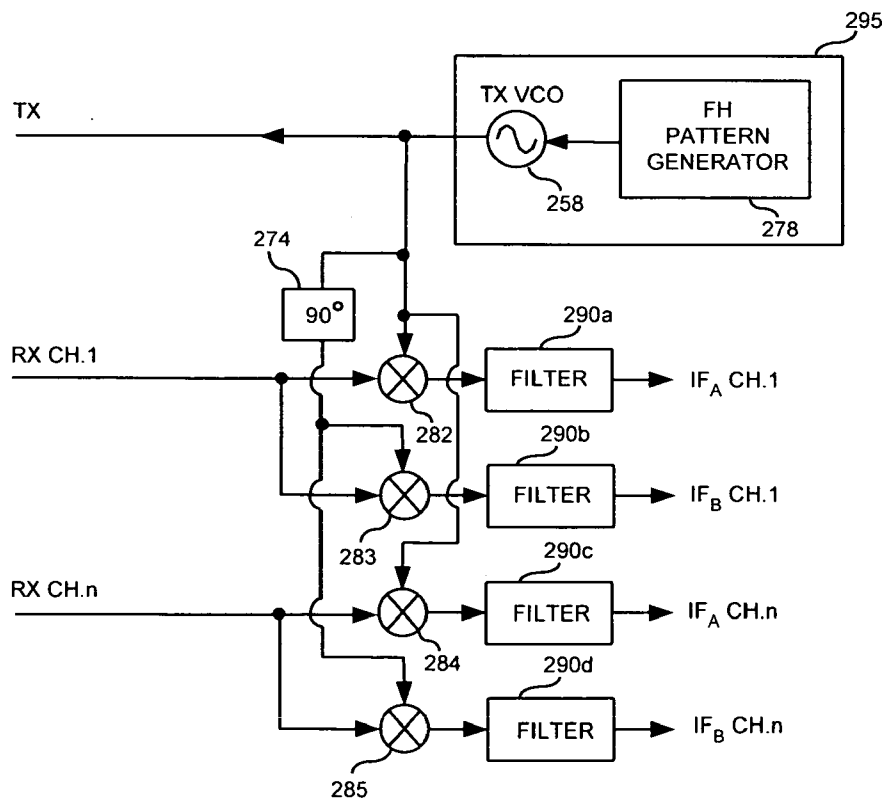 295
TX
TX VCO
FH
PATTERN
GENERATOR
258
278
274
90°
290a
RX CH.1
FILTER
IFA CH.1
282
290b
FILTER
IFB CH.1
283
290c
RX CH.n
FILTER
IFA CH.n
284
290d
FILTER
IFB CH.n
285